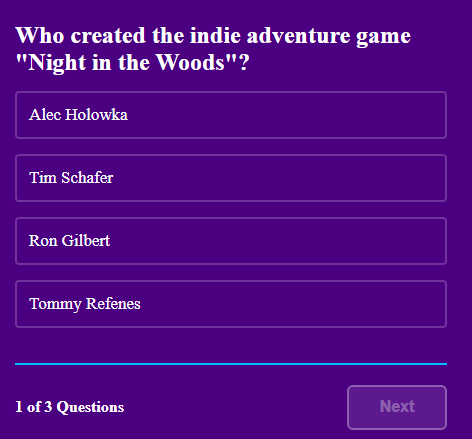 Who created the indie adventure game
"Night in the Woods"?
Alec Holowka
Tim Schafer
Ron Gilbert
Tommy Refenes
1 of 3 Questions
Next